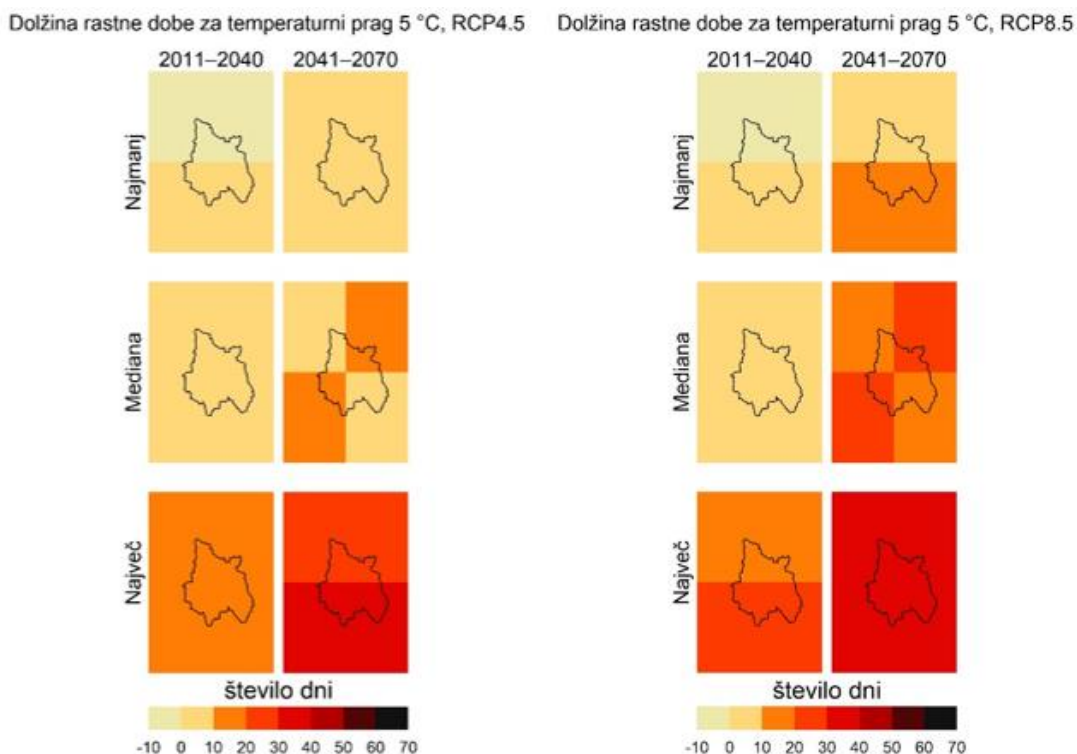 Dolžina rastne dobe za temperaturni prag 5 °C, RCP4.5
2011–2040 2041–2070
Najmanj
Mediana
Največ
število dni
-10 0 10 20 30 40 50 60 70
Dolžina rastne dobe za temperaturni prag 5 °C, RCP8.5
2011–2040 2041–2070
Najmanj
Mediana
Največ
število dni
-10 0 10 20 30 40 50 60 70